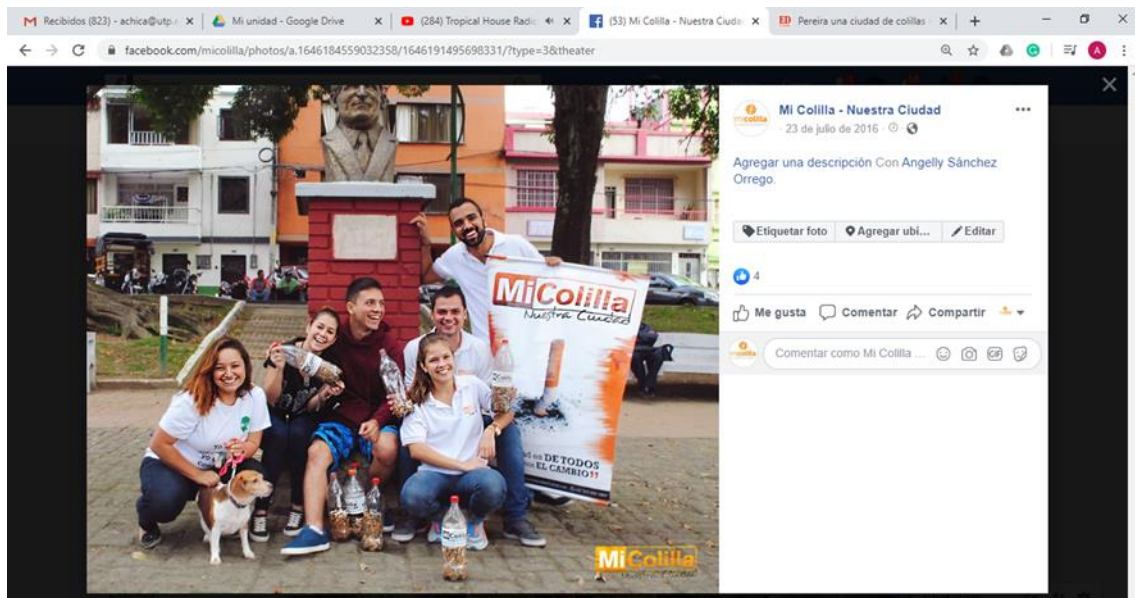 Recibidos (823) - achica@utp.
Mi unidad - Google Drive
(284) Tropical House Radio
(53) Mi Colilla - Nuestra Ciuda
Pereira una ciudad de colillas
facebook.com/micolilla/photos/a.1646184559032358/1646191495698331/?type=3&theater
Mi Colilla - Nuestra Ciudad
23 de julio de 2016
Agregar una descripción Con Angelly Sánchez
Orrego.
Etiquetar foto
Agregar ubi...
Editar
4
Me gusta
Comentar
Compartir
Comentar como Mi Colilla ...
GIF
MiColilla
Nuestra Ciudad
DE TODOS
EL CAMBIO
MiColilla
Nuestra Ciudad